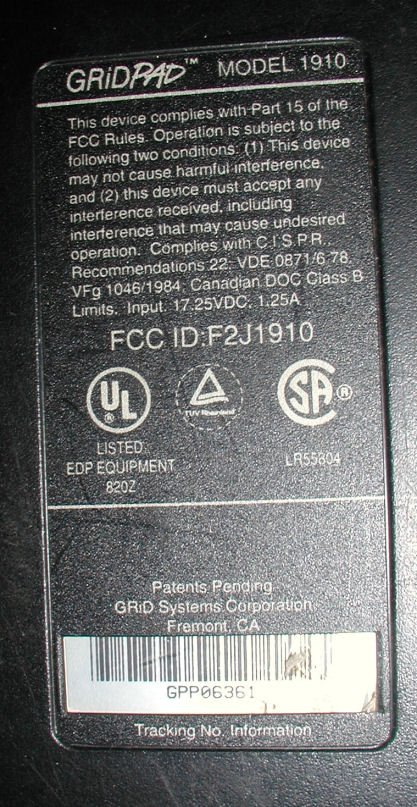 GRiDPAD™ MODEL 1910
This device complies with Part 15 of the
FCC Rules. Operation is subject to the
following two conditions: (1) This device
may not cause harmful interference,
and (2) this device must accept any
interference received, including
interference that may cause undesired
operation. Complies with C.I.S.P.R.,
Recommendations 22, VDE 0871/6.78,
VFg 1046/1984, Canadian DOC Class B
Limits. Input: 17.25VDC, 1.25A
FCC ID:F2J1910
UL® TUV Rheinland SA®
LISTED
EDP EQUIPMENT LR55804
820Z
Patents Pending
GRiD Systems Corporation
Fremont, CA
GPP06361
Tracking No. Information